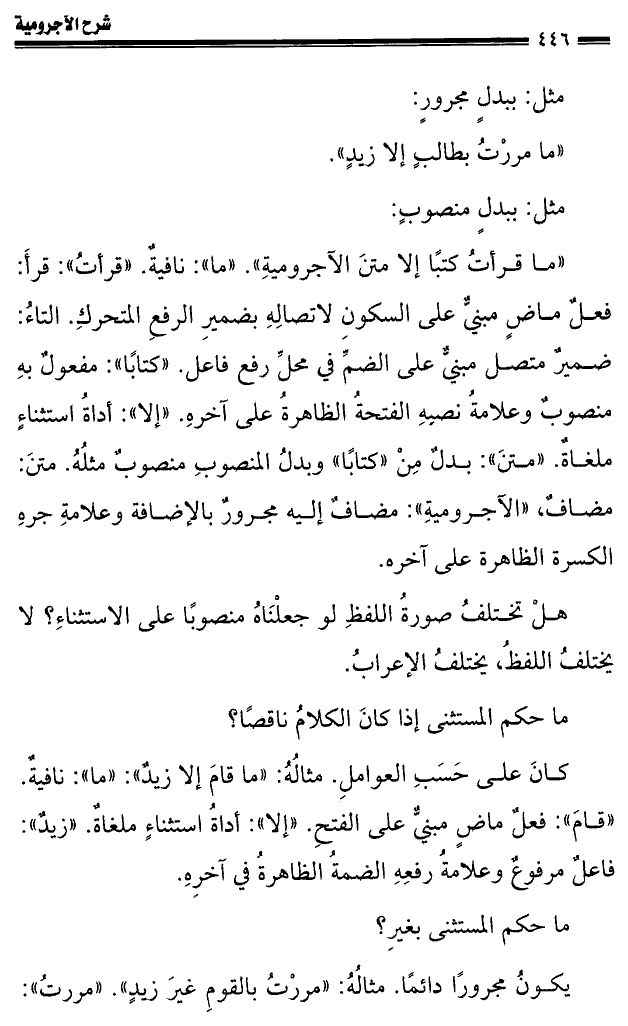 شرح الآجرومية
٤٤٦
مثل: ببدلٍ مجرورٍ:
«ما مررْتُ بطالبٍ إلا زيدٍ».
مثل: ببدلٍ منصوبٍ:
«ما قرأتُ كتبًا إلا متنَ الآجروميةِ». «ما»: نافيةٌ. «قرأتُ»: قرأَ:
فعلٌ ماضٍ مبنيٌّ على السكونِ لاتصالِهِ بضميرِ الرفعِ المتحركِ. التاءُ:
ضميرٌ متصل مبنيٌّ على الضمِّ في محلِّ رفع فاعل. «كتابًا»: مفعولٌ بهِ
منصوبٌ وعلامةُ نصبِهِ الفتحةُ الظاهرةُ على آخرهِ. «إلا»: أداةُ استثناءٍ
ملغاةٌ. «متنَ»: بدلٌ مِنْ «كتابًا» وبدلُ المنصوبِ منصوبٌ مثلُهُ. متنَ:
مضافٌ، «الآجروميةِ»: مضافٌ إليه مجرورٌ بالإضافة وعلامةِ جرهِ
الكسرة الظاهرة على آخره.
هلْ تختلفُ صورةُ اللفظِ لو جعلْنَاهُ منصوبًا على الاستثناءِ؟ لا
يختلفُ اللفظُ، يختلفُ الإعرابُ.
ما حكم المستثنى إذا كانَ الكلامُ ناقصًا؟
كانَ على حَسَبِ العواملِ. مثالُهُ: «ما قامَ إلا زيدٌ»: «ما»: نافيةٌ.
«قامَ»: فعلٌ ماضٍ مبنيٌّ على الفتحِ. «إلا»: أداةُ استثناءٍ ملغاةٌ. «زيدٌ»:
فاعلٌ مرفوعٌ وعلامةُ رفعِهِ الضمةُ الظاهرةُ في آخرِهِ.
ما حكم المستثنى بغيرِ؟
يكونُ مجرورًا دائمًا. مثالُهُ: «مررْتُ بالقومِ غيرَ زيدٍ». «مررتُ»: